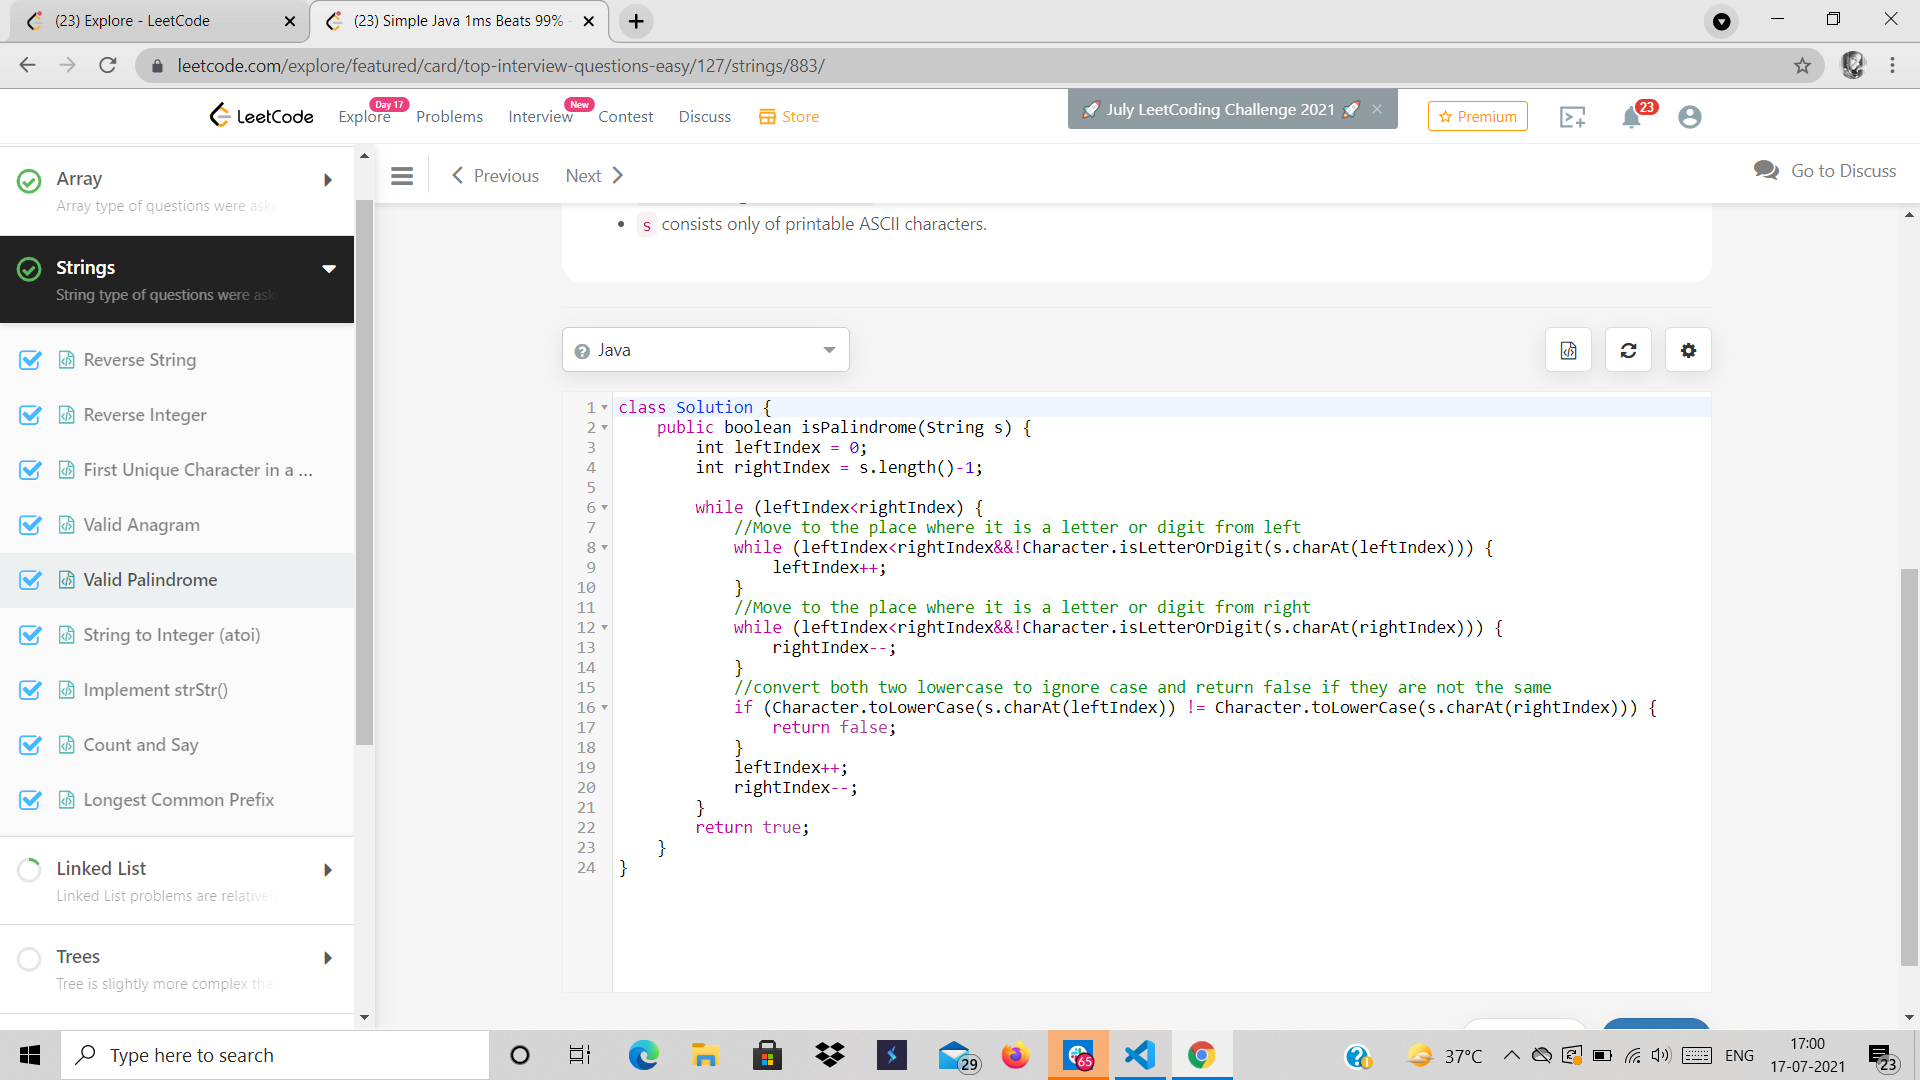 (23) Explore - LeetCode
(23) Simple Java 1ms Beats 99% -
leetcode.com/explore/featured/card/top-interview-questions-easy/127/strings/883/
LeetCode
Explore
Day 17
Problems
Interview
New
Contest
Discuss
Store
July LeetCoding Challenge 2021
Premium
23
Array
Array type of questions were aske
Previous
Next
Go to Discuss
Strings
String type of questions were ask
Reverse String
Reverse Integer
First Unique Character in a ...
Valid Anagram
Valid Palindrome
String to Integer (atoi)
Implement strStr()
Count and Say
Longest Common Prefix
Linked List
Linked List problems are relative
Trees
Tree is slightly more complex tha
s consists only of printable ASCII characters.
Java
1 class Solution {
2     public boolean isPalindrome(String s) {
3         int leftIndex = 0;
4         int rightIndex = s.length()-1;
5
6         while (leftIndex<rightIndex) {
7             //Move to the place where it is a letter or digit from left
8             while (leftIndex<rightIndex&&!Character.isLetterOrDigit(s.charAt(leftIndex))) {
9                 leftIndex++;
10             }
11             //Move to the place where it is a letter or digit from right
12             while (leftIndex<rightIndex&&!Character.isLetterOrDigit(s.charAt(rightIndex))) {
13                 rightIndex--;
14             }
15             //convert both two lowercase to ignore case and return false if they are not the same
16             if (Character.toLowerCase(s.charAt(leftIndex)) != Character.toLowerCase(s.charAt(rightIndex))) {
17                 return false;
18             }
19             leftIndex++;
20             rightIndex--;
21         }
22         return true;
23     }
24 }
Type here to search
29
65
37°C
ENG
17:00
17-07-2021
23